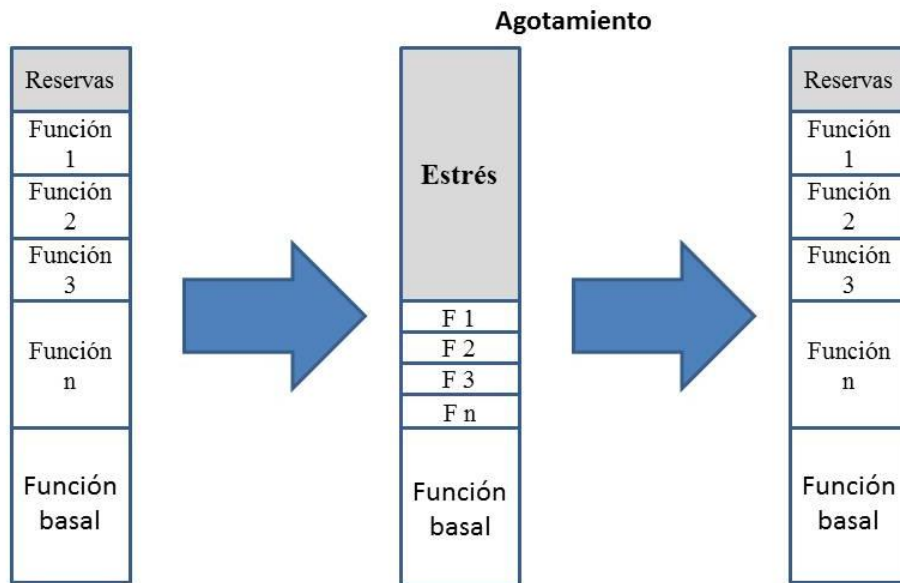 Agotamiento
Reservas
Función
1
Función
2
Función
3
Función
n
Función
basal
Estrés
F 1
F 2
F 3
F n
Función
basal
Reservas
Función
1
Función
2
Función
3
Función
n
Función
basal